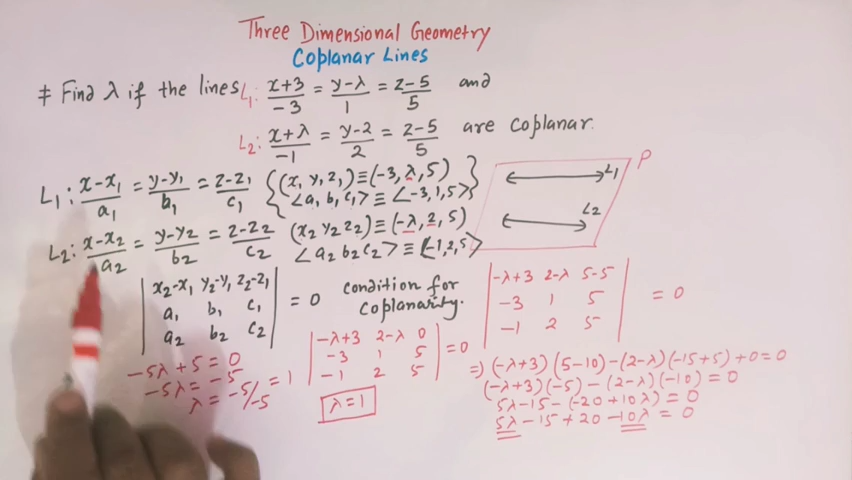 Three Dimensional Geometry
Coplanar Lines
# Find λ if the lines L₁: (x+3)/-3 = (y-λ)/1 = (z-5)/5 and
L₂: (x+λ)/-1 = (y-2)/2 = (z-5)/5 are coplanar.
L₁: (x-x₁)/a₁ = (y-y₁)/b₁ = (z-z₁)/c₁ { (x₁ y₁ z₁) ≡ (-3, λ, 5) }
<a₁ b₁ c₁> ≡ <-3, 1, 5>
L₂: (x-x₂)/a₂ = (y-y₂)/b₂ = (z-z₂)/c₂ (x₂ y₂ z₂) ≡ (-λ, 2, 5)
<a₂ b₂ c₂> ≡ <-1, 2, 5>
L₁
P
L₂
| x₂-x₁ y₂-y₁ z₂-z₁ |
| a₁ b₁ c₁ | = 0 condition for coplanarity.
| a₂ b₂ c₂ |
| -λ+3 2-λ 5-5 |
| -3 1 5 | = 0
| -1 2 5 |
| -λ+3 2-λ 0 |
| -3 1 5 | = 0
| -1 2 5 |
⇒ (-λ+3) (5-10) - (2-λ) (-15+5) + 0 = 0
(-λ+3) (-5) - (2-λ) (-10) = 0
5λ-15 - (-20+10λ) = 0
5λ-15+20-10λ = 0
-5λ+5 = 0
-5λ = -5
λ = -5/-5 = 1
λ = 1